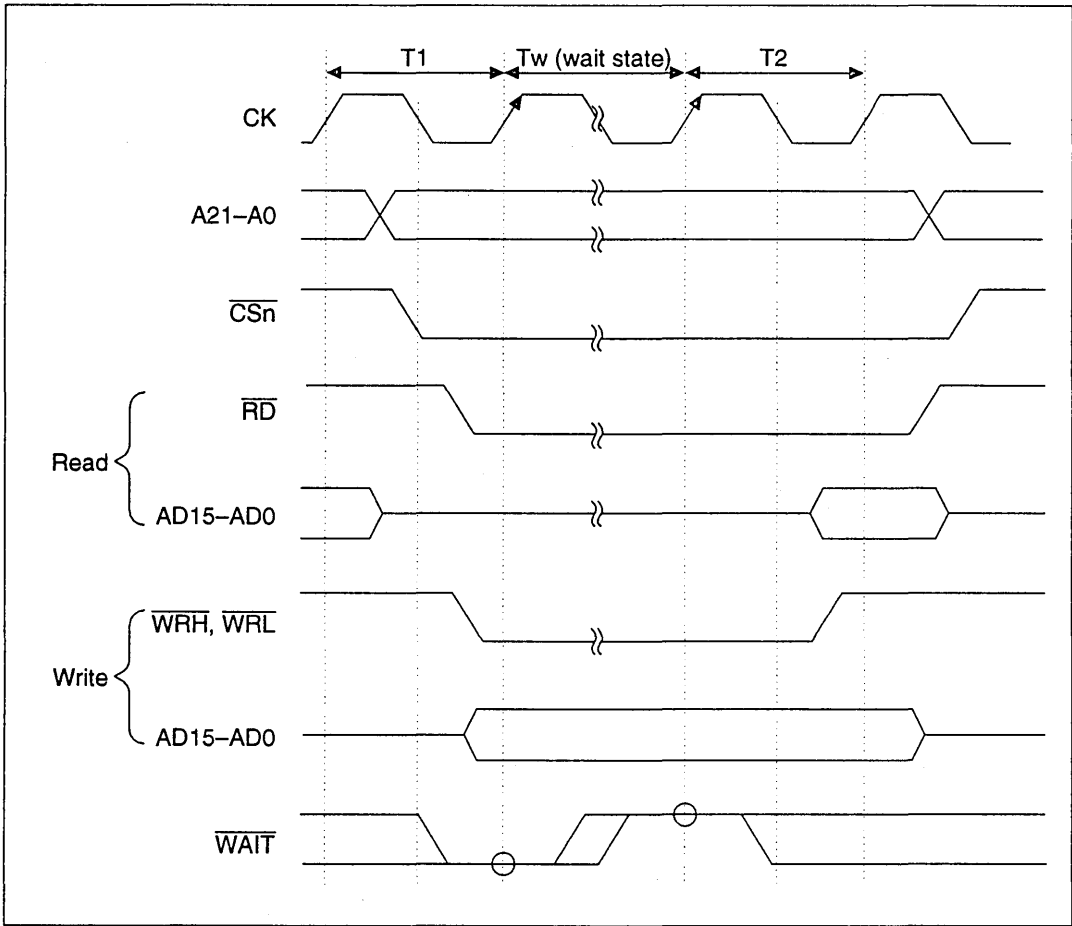 T1 Tw (wait state) T2
CK
A21–A0
CSn
RD
Read
AD15–AD0
WRH, WRL
Write
AD15–AD0
WAIT